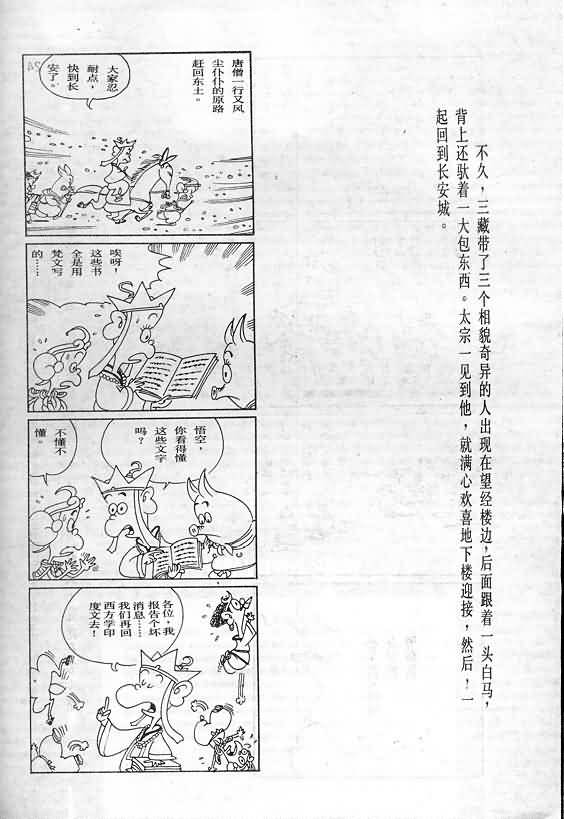 不久，三藏带了三个相貌奇异的人出现在望经楼边，后面跟着一头白马，
背上还驮着一大包东西。太宗一见到他，就满心欢喜地下楼迎接，然后，一
起回到长安城。
唐僧一行又风
尘仆仆的原路
赶回东土。
大家忍
耐点，
快到长
安了。
唉呀，
这些书
全是用
梵文写
的……
悟空，
你看得懂
这些文字
吗？
不懂不
懂。
各位，我
报告个坏
消息……
我们再回
西方学印
度文去！